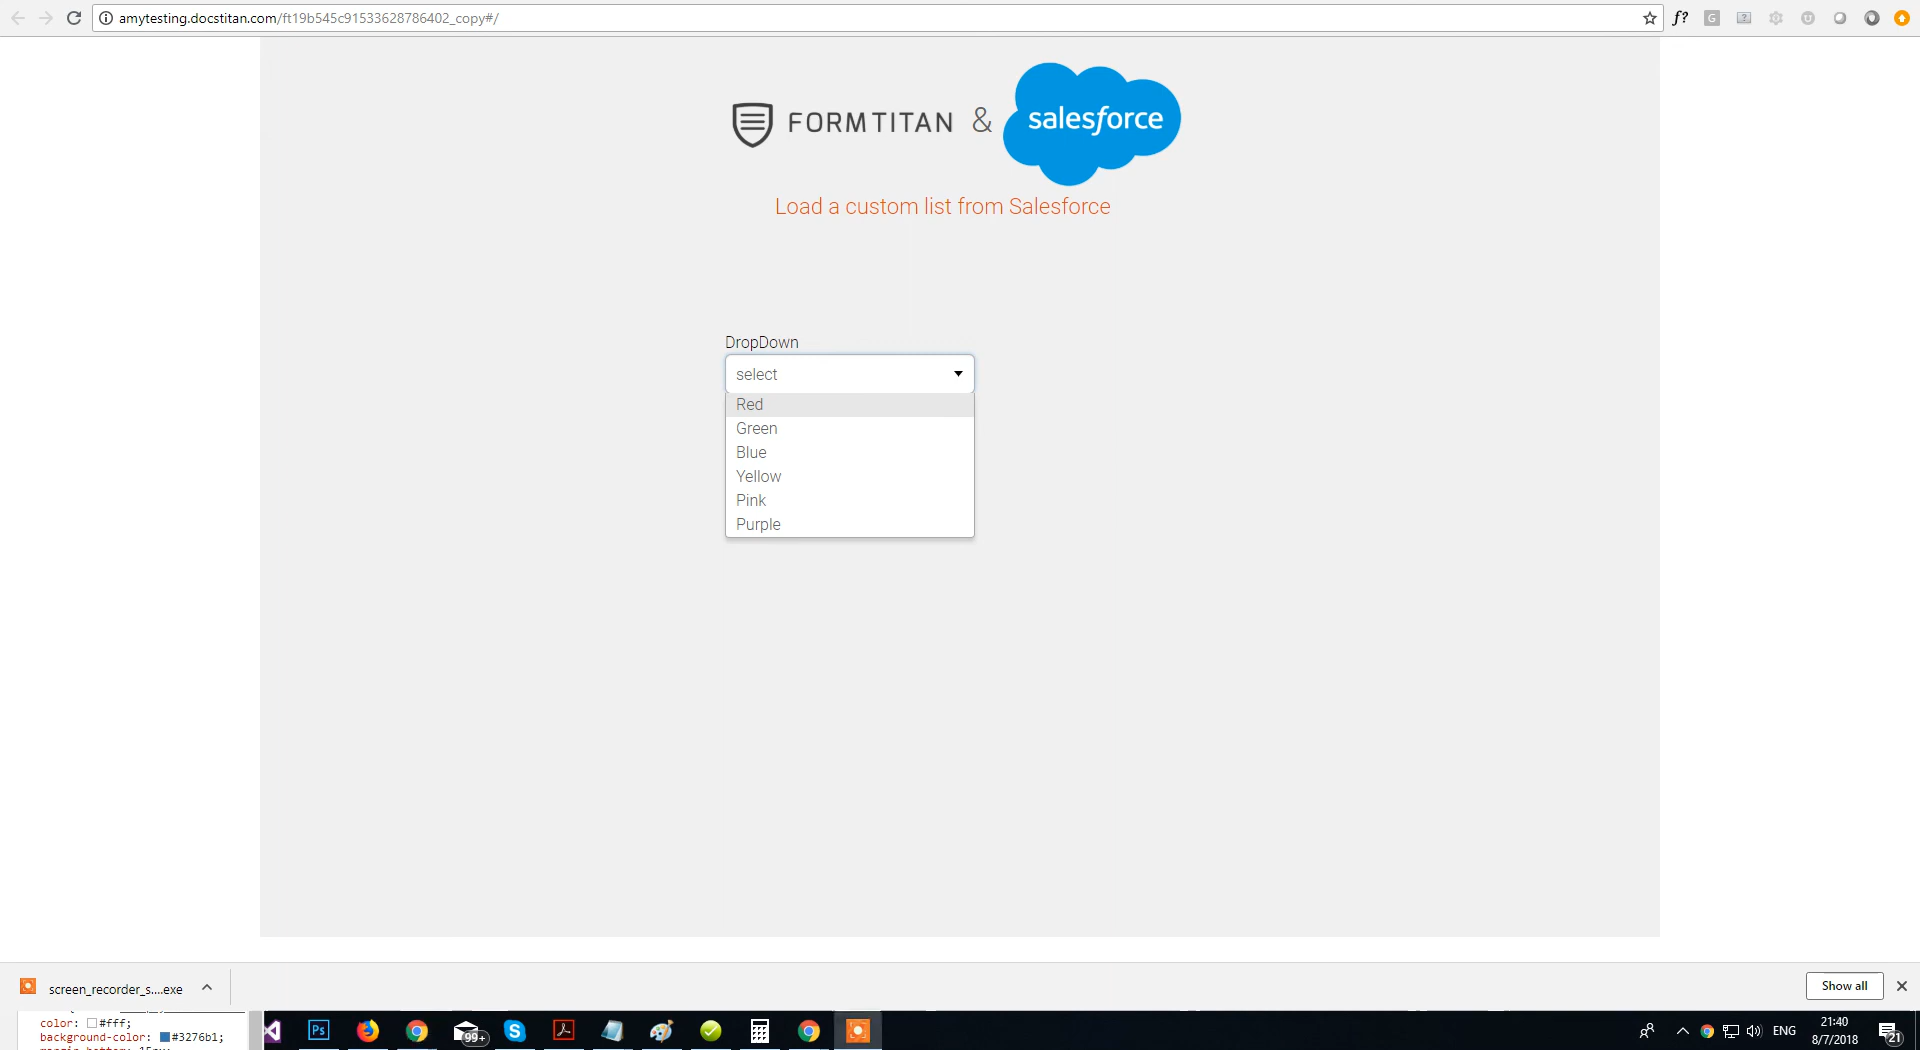 amytesting.docstitan.com/ft19b545c91533628786402_copy#/
f?
G
FORMTITAN & salesforce
Load a custom list from Salesforce
DropDown
select
Red
Green
Blue
Yellow
Pink
Purple
screen_recorder_s....exe
Show all
color: #fff;
background-color: #3276b1;
Ps
99+
S
ENG
21:40
8/7/2018
21